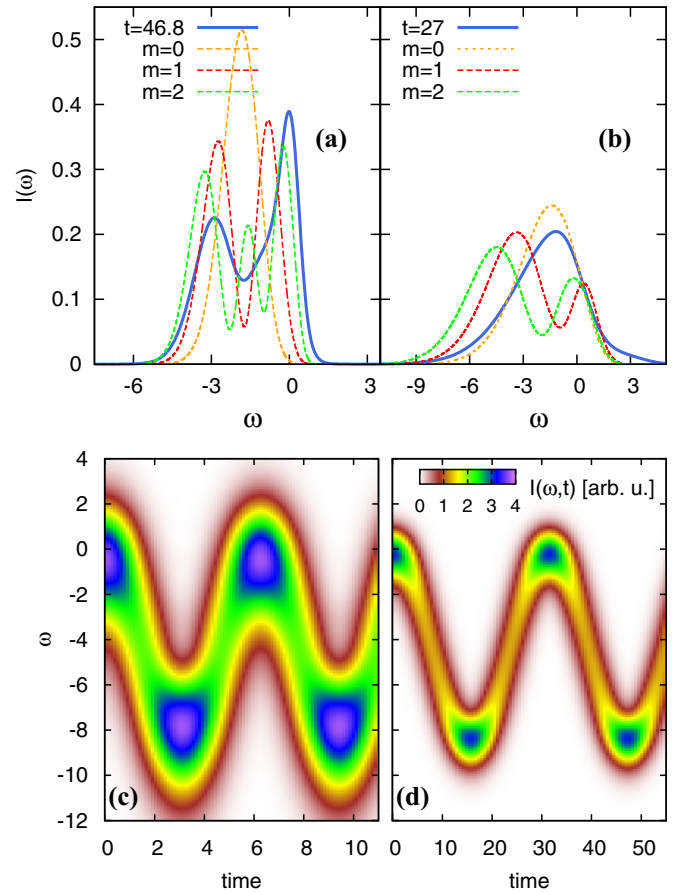 t=46.8
m=0
m=1
m=2
(a)
t=27
m=0
m=1
m=2
(b)
I(ω)
0.5
0.4
0.3
0.2
0.1
0
-6 -3 0 3
-9 -6 -3 0 3
ω ω
4
2
0
-2
-4
-6
-8
-10
-12
ω
(c)
0 2 4 6 8 10
time
I(ω,t) [arb. u.]
0 1 2 3 4
(d)
0 10 20 30 40 50
time